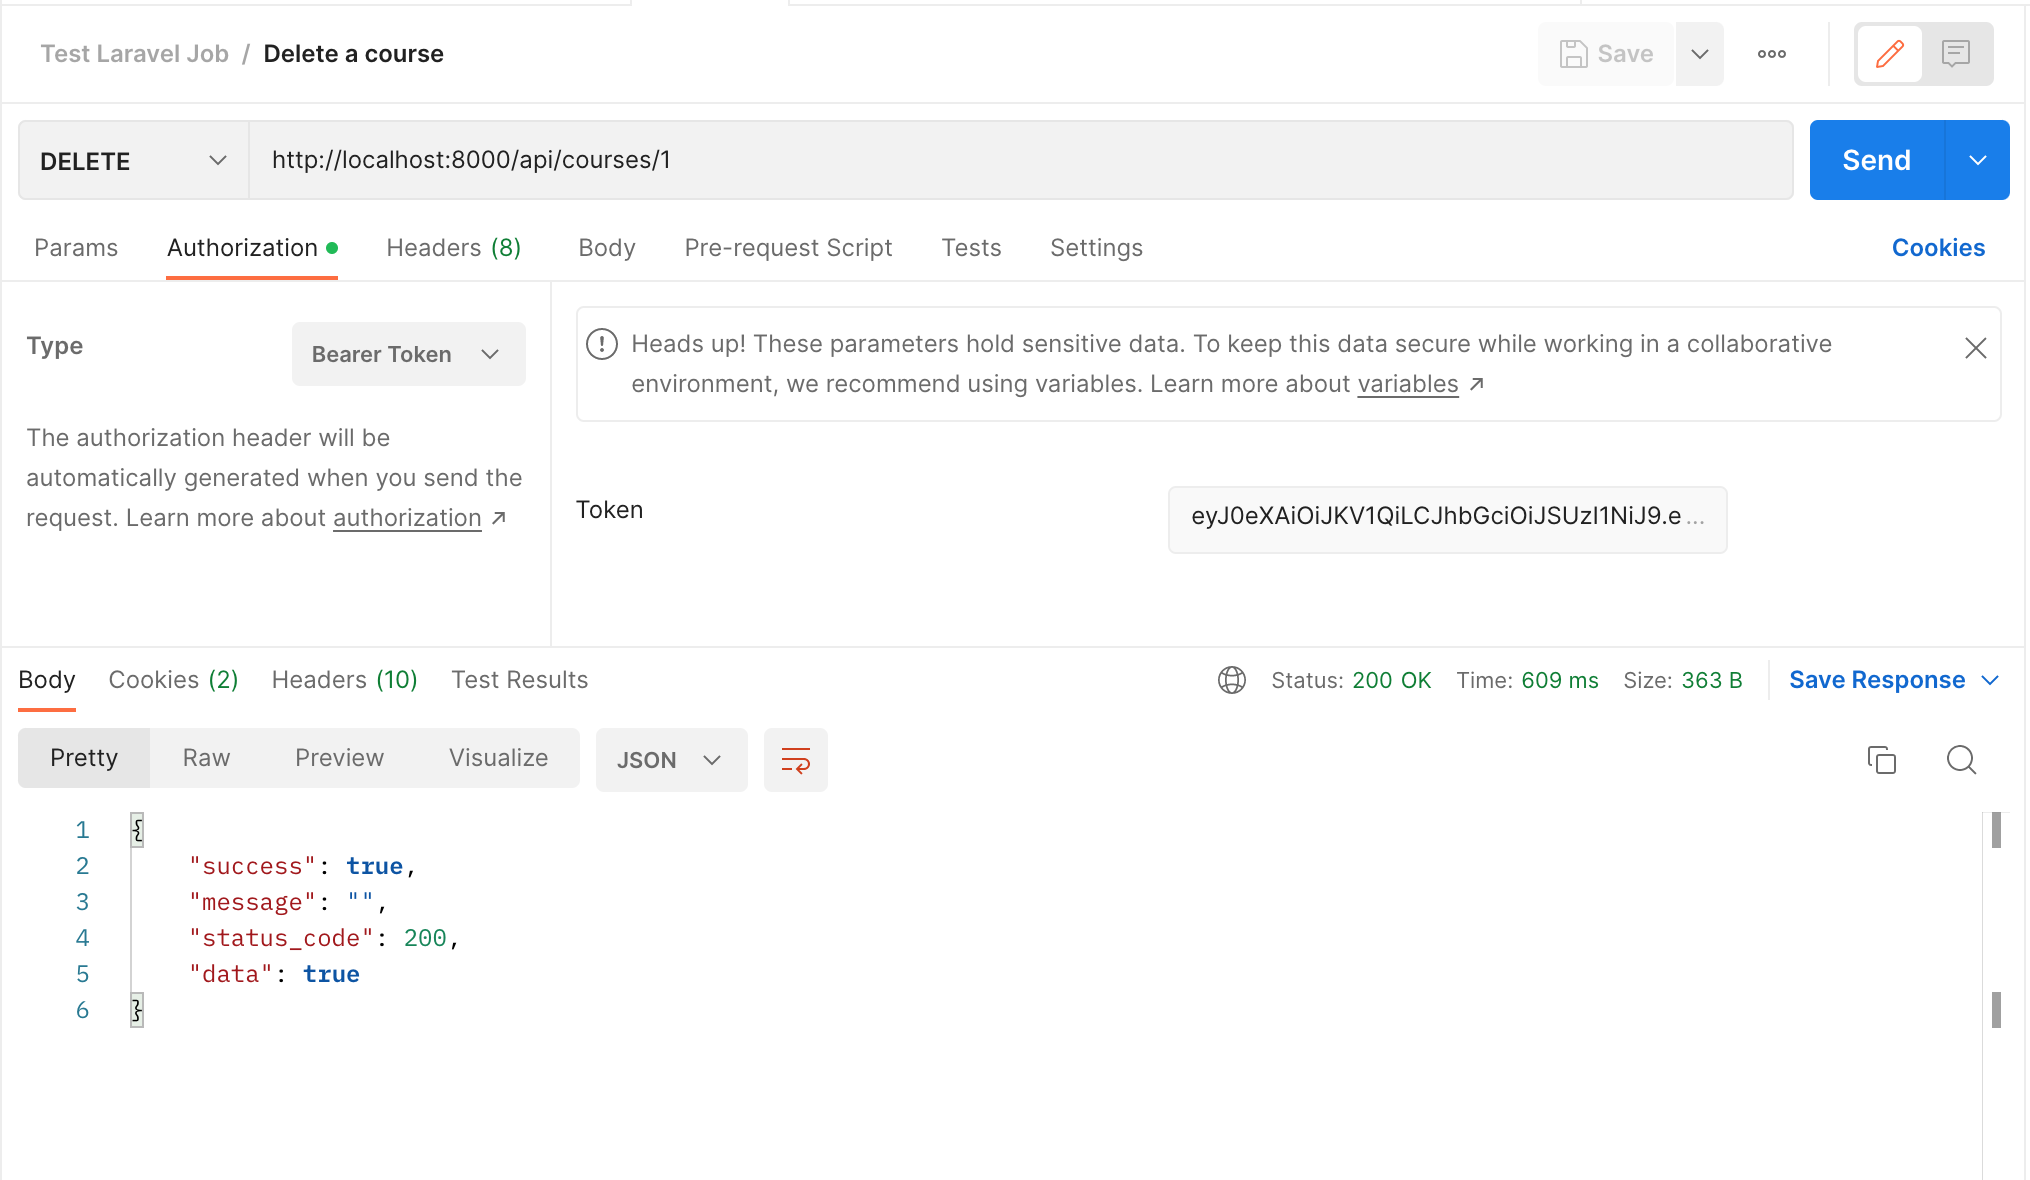 Test Laravel Job / Delete a course
Save
DELETE
http://localhost:8000/api/courses/1
Send
Params
Authorization
Headers (8)
Body
Pre-request Script
Tests
Settings
Cookies
Type
Bearer Token
The authorization header will be
automatically generated when you send the
request. Learn more about authorization ↗
Heads up! These parameters hold sensitive data. To keep this data secure while working in a collaborative
environment, we recommend using variables. Learn more about variables ↗
Token
eyJ0eXAiOiJKV1QiLCJhbGciOiJSUzI1NiJ9.e ...
Body
Cookies (2)
Headers (10)
Test Results
Status: 200 OK
Time: 609 ms
Size: 363 B
Save Response
Pretty
Raw
Preview
Visualize
JSON
1 {
2 "success": true,
3 "message": "",
4 "status_code": 200,
5 "data": true
6 }